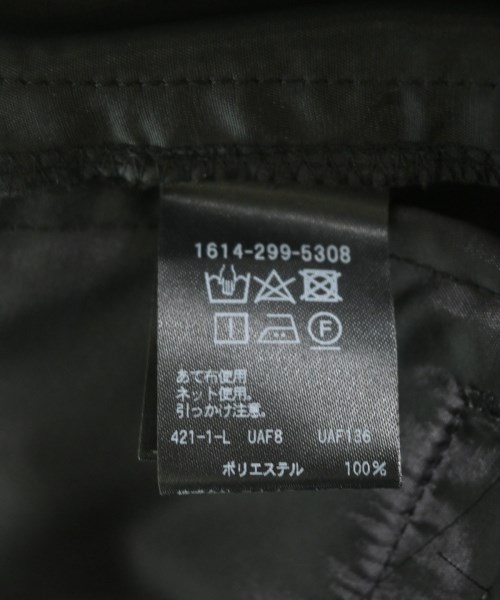 1614-299-5308
F
あて布使用
ネット使用。
引っかけ注意。
421-1-L UAF8 UAF136
ポリエステル 100%